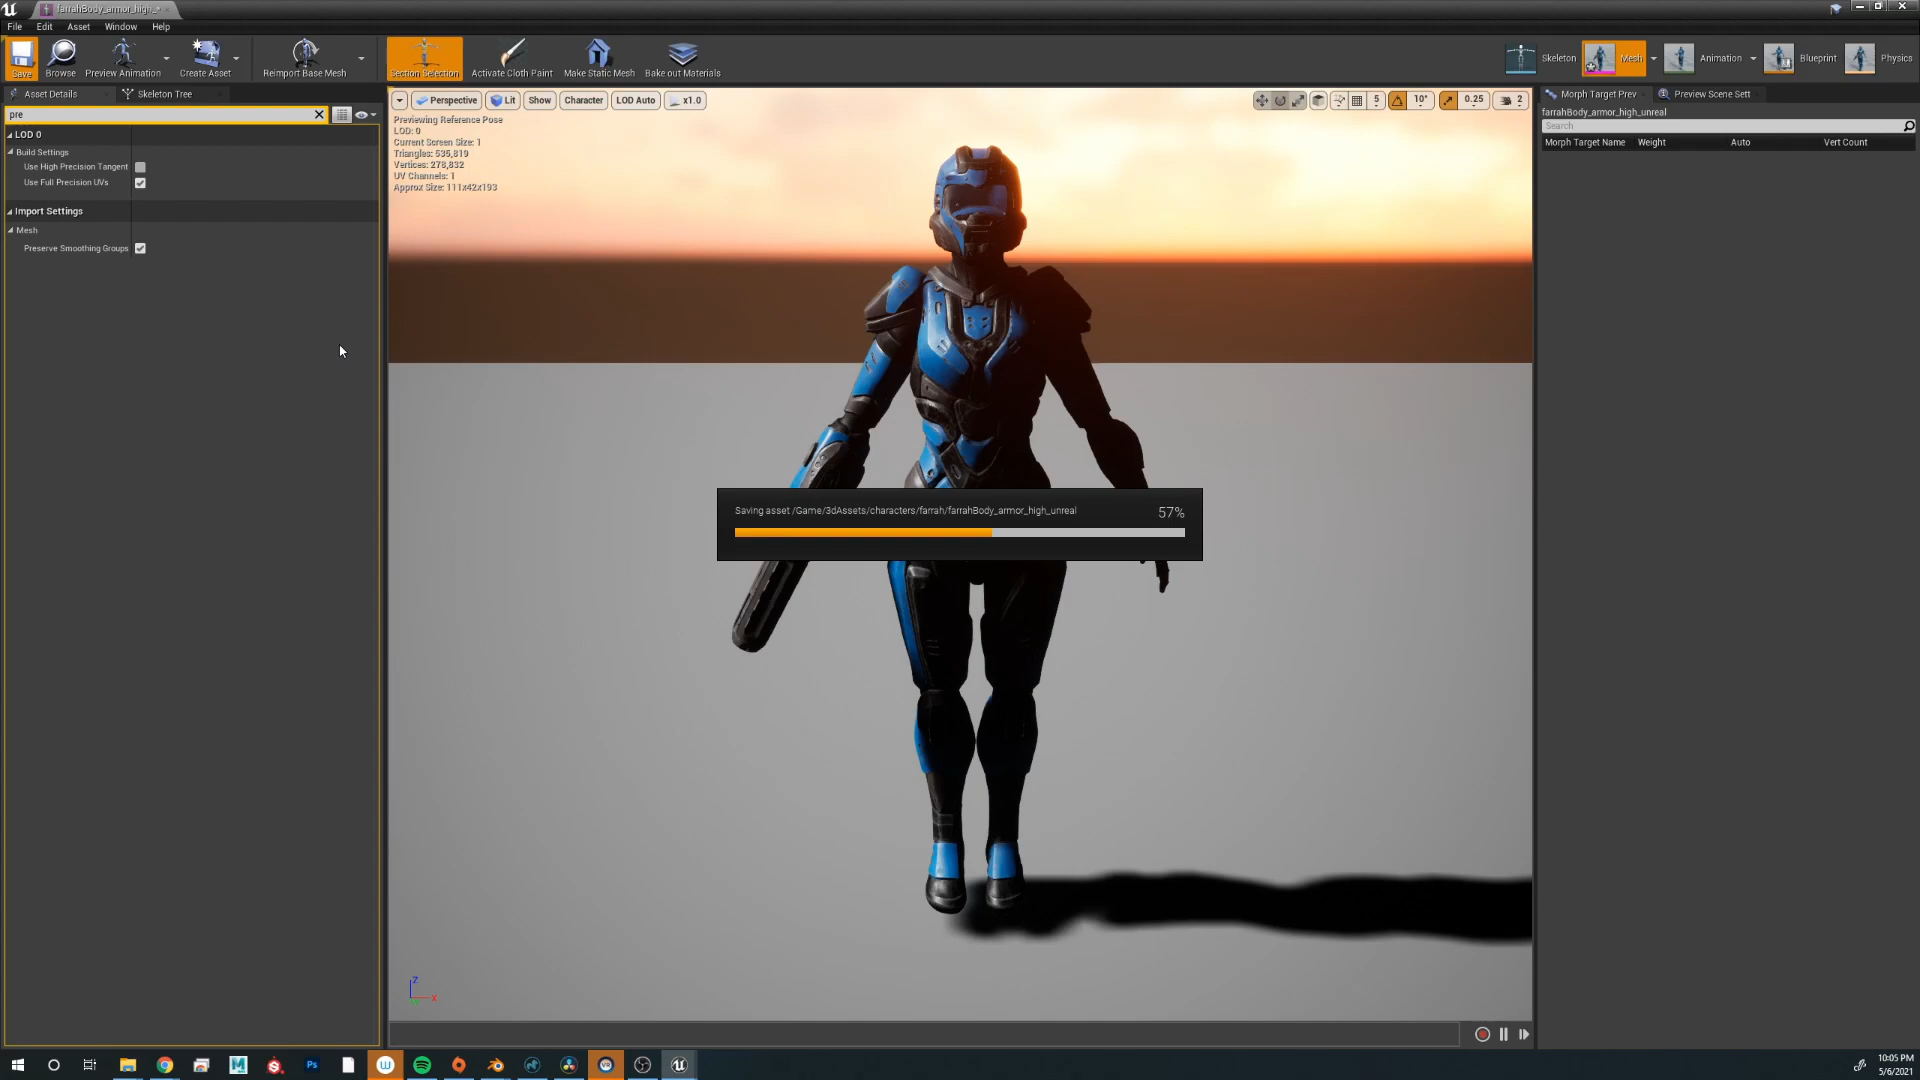 farrahBody_armor_high_*
File Edit Asset Window Help
Save Browse Preview Animation Create Asset Reimport Base Mesh Section Selection Activate Cloth Paint Make Static Mesh Bake out Materials Skeleton Mesh Animation Blueprint Physics
Asset Details Skeleton Tree
pre
LOD 0
Build Settings
Use High Precision Tangent
Use Full Precision UVs
Import Settings
Mesh
Preserve Smoothing Groups
Perspective Lit Show Character LOD Auto x1.0
5 10° 0.25 2
Previewing Reference Pose
LOD: 0
Current Screen Size: 1
Triangles: 535,819
Vertices: 278,832
UV Channels: 1
Approx Size: 111x42x193
Saving asset /Game/3dAssets/characters/farrah/farrahBody_armor_high_unreal 57%
Z
X
Morph Target Prev Preview Scene Sett
farrahBody_armor_high_unreal
Search
Morph Target Name Weight Auto Vert Count
Ps
10:05 PM
5/6/2021